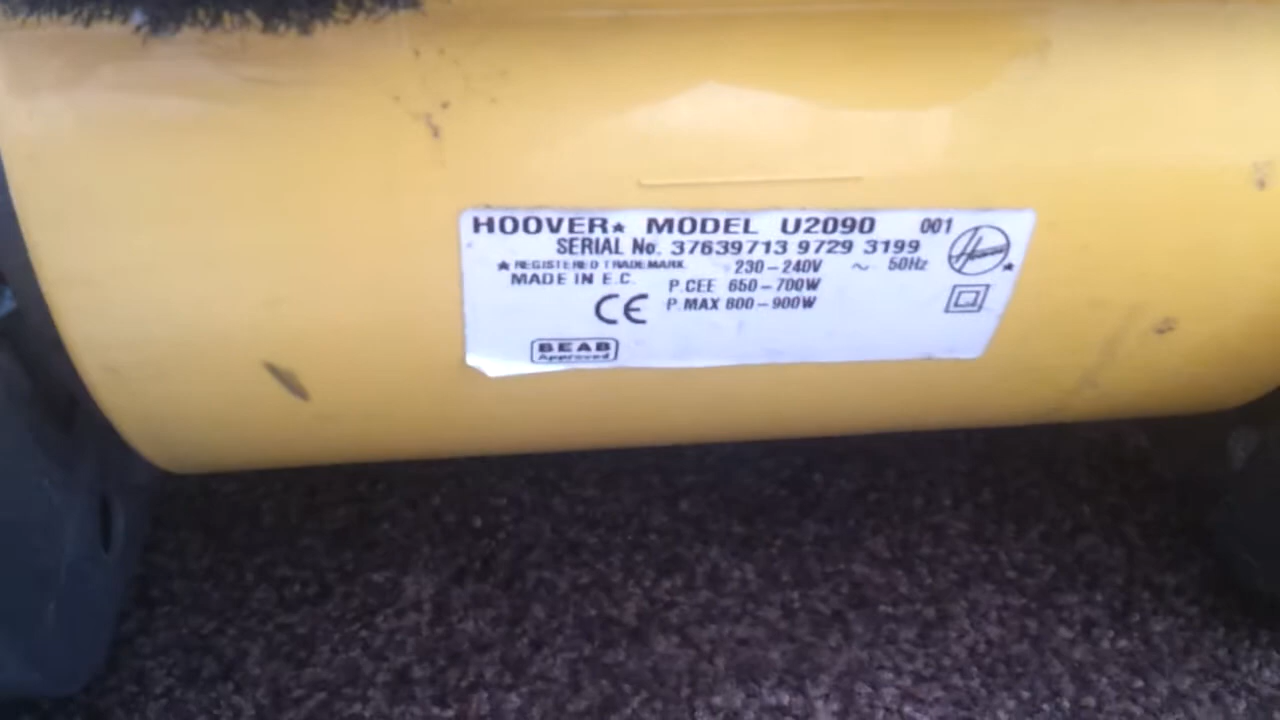 HOOVER★ MODEL U2090 001
SERIAL No. 37639713 9729 3199
★ REGISTERED TRADEMARK. 230-240V ~ 50Hz
MADE IN E.C. P.CEE 650-700W
CE P.MAX 800-900W
Hoover ★
BEAB
Approved